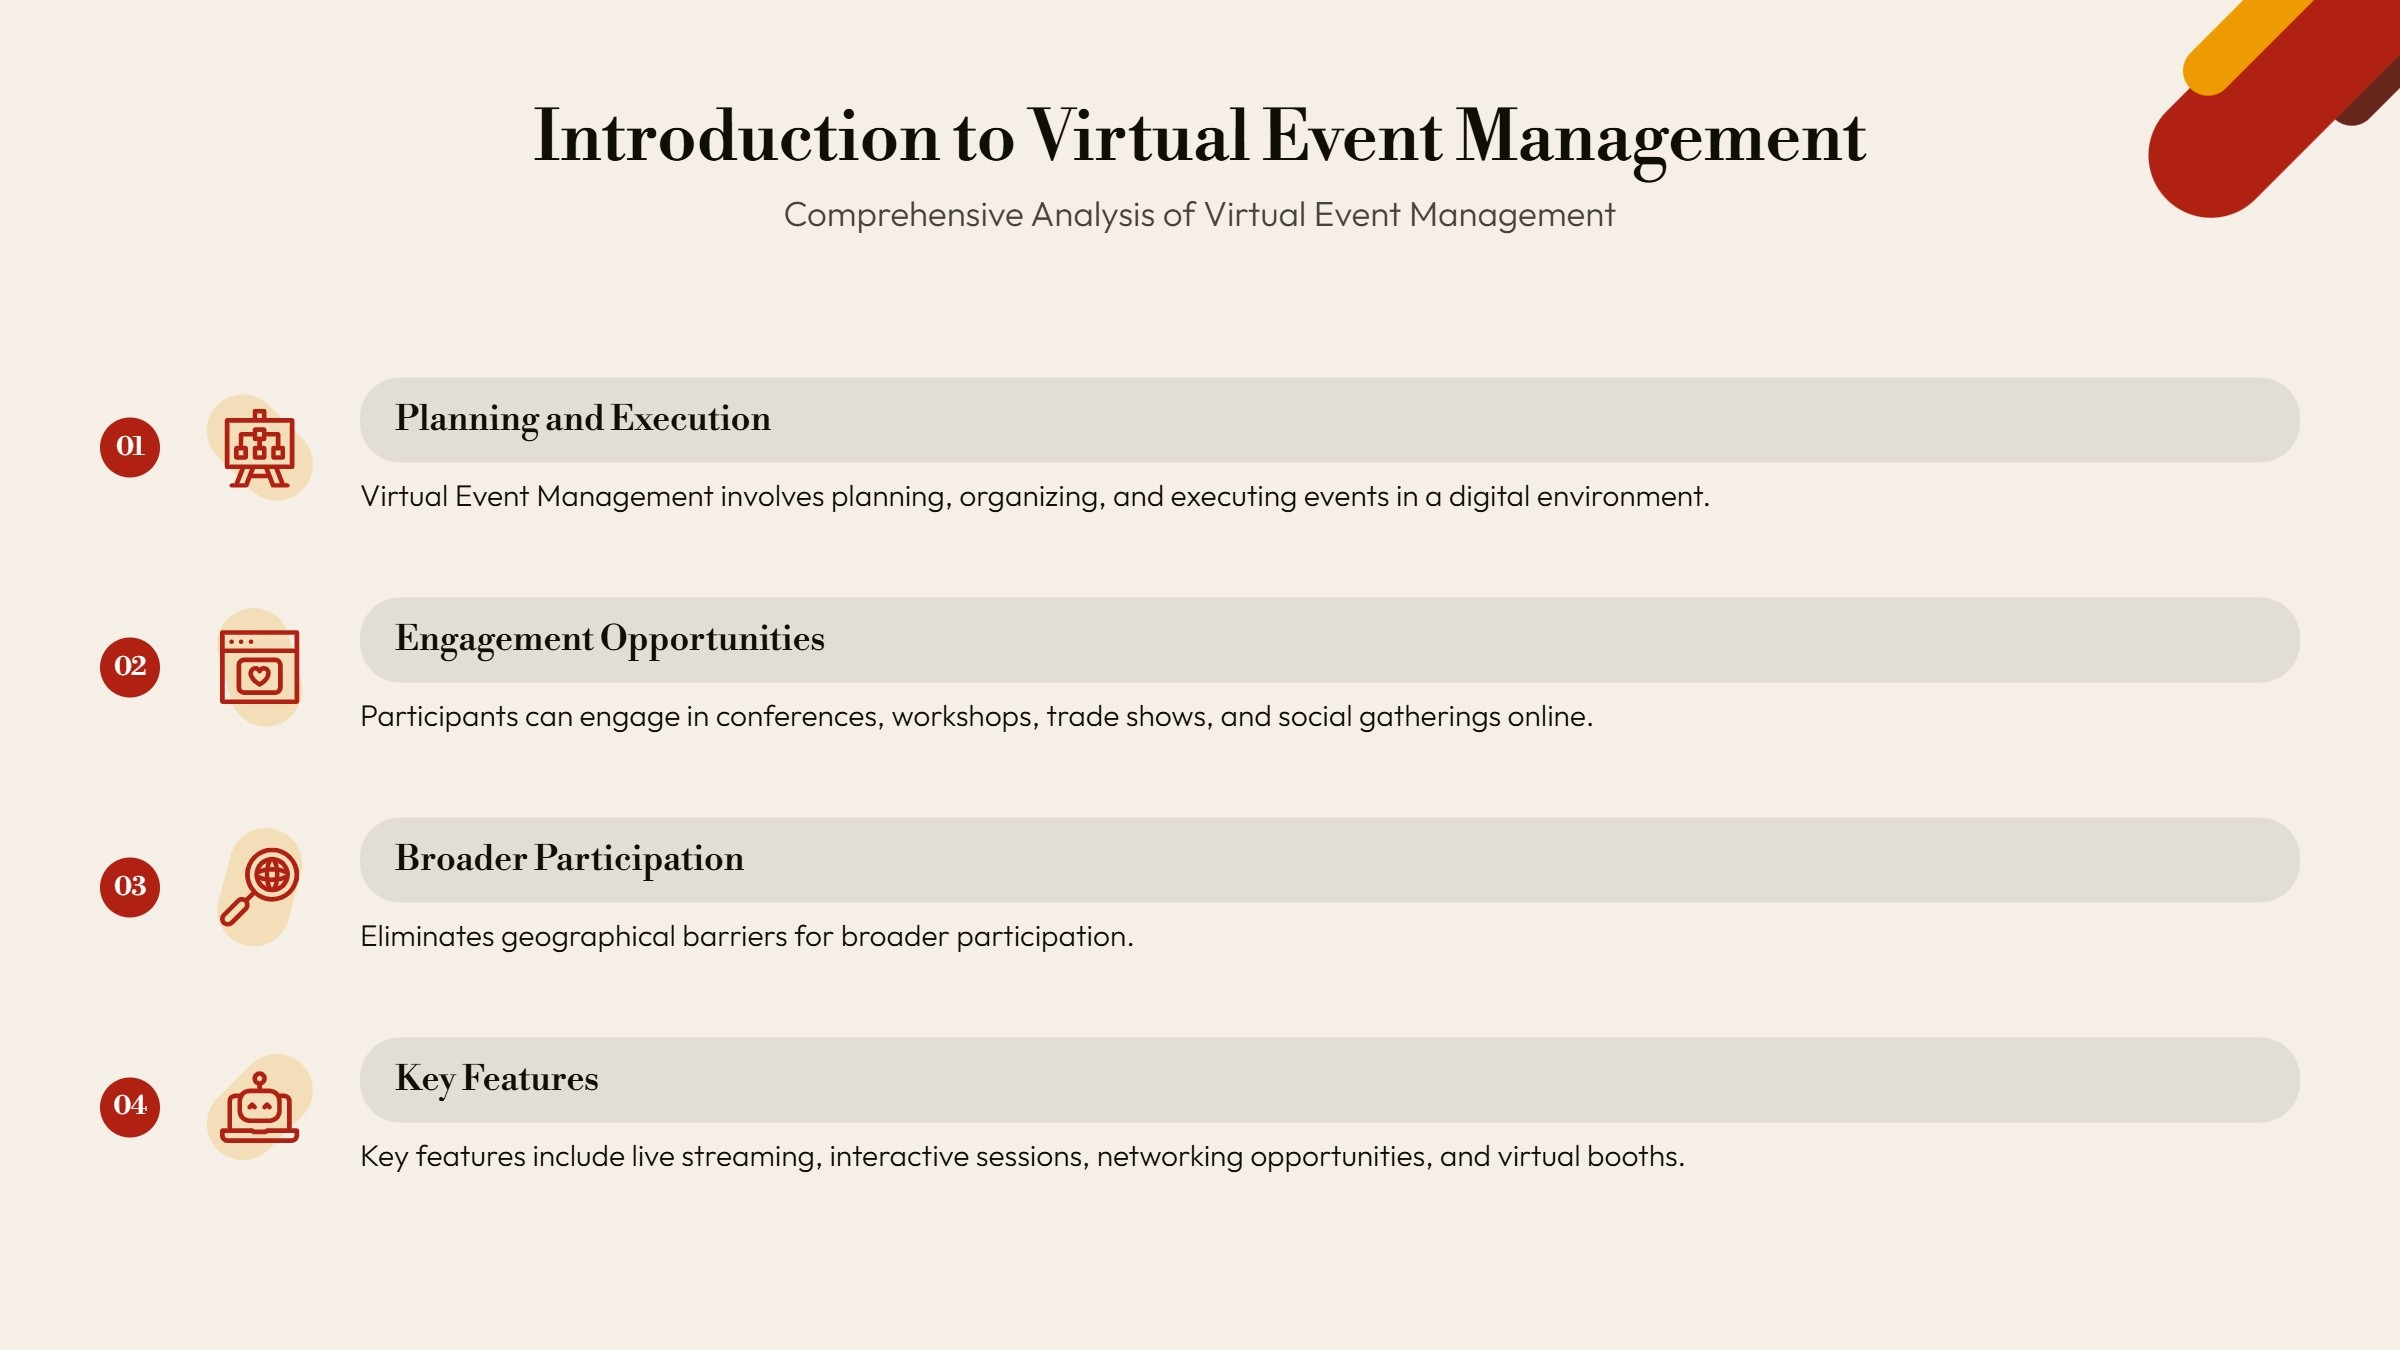 Introduction to Virtual Event Management
Comprehensive Analysis of Virtual Event Management
01
Planning and Execution
Virtual Event Management involves planning, organizing, and executing events in a digital environment.
02
Engagement Opportunities
Participants can engage in conferences, workshops, trade shows, and social gatherings online.
03
Broader Participation
Eliminates geographical barriers for broader participation.
04
Key Features
Key features include live streaming, interactive sessions, networking opportunities, and virtual booths.